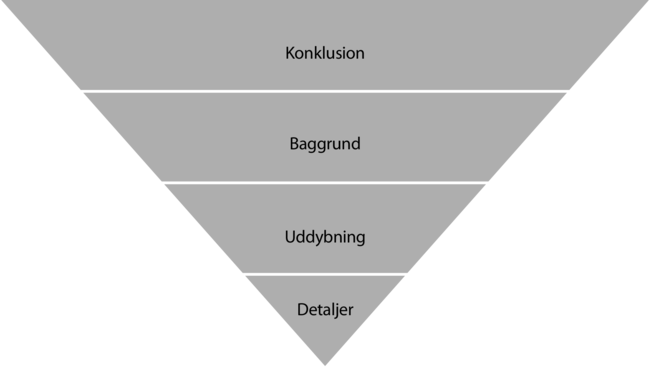 Konklusion
Baggrund
Uddybning
Detaljer